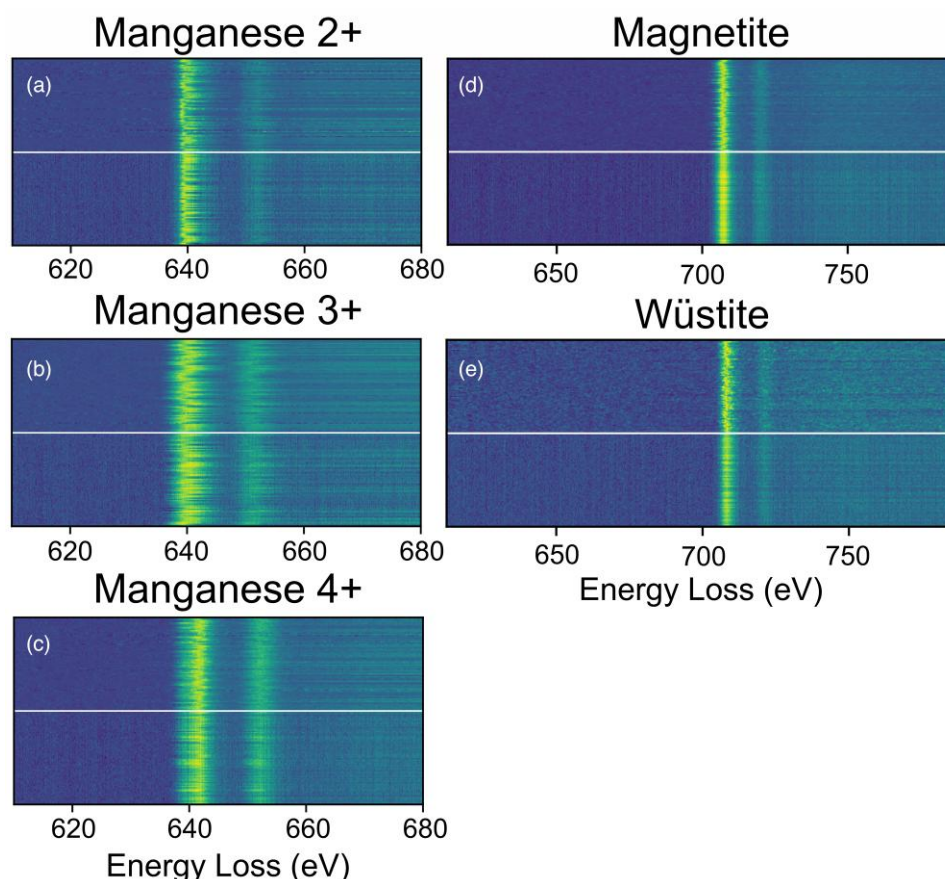 Manganese 2+
(a)
620 640 660 680
Manganese 3+
(b)
620 640 660 680
Manganese 4+
(c)
620 640 660 680
Energy Loss (eV)
Magnetite
(d)
650 700 750
Wüstite
(e)
650 700 750
Energy Loss (eV)